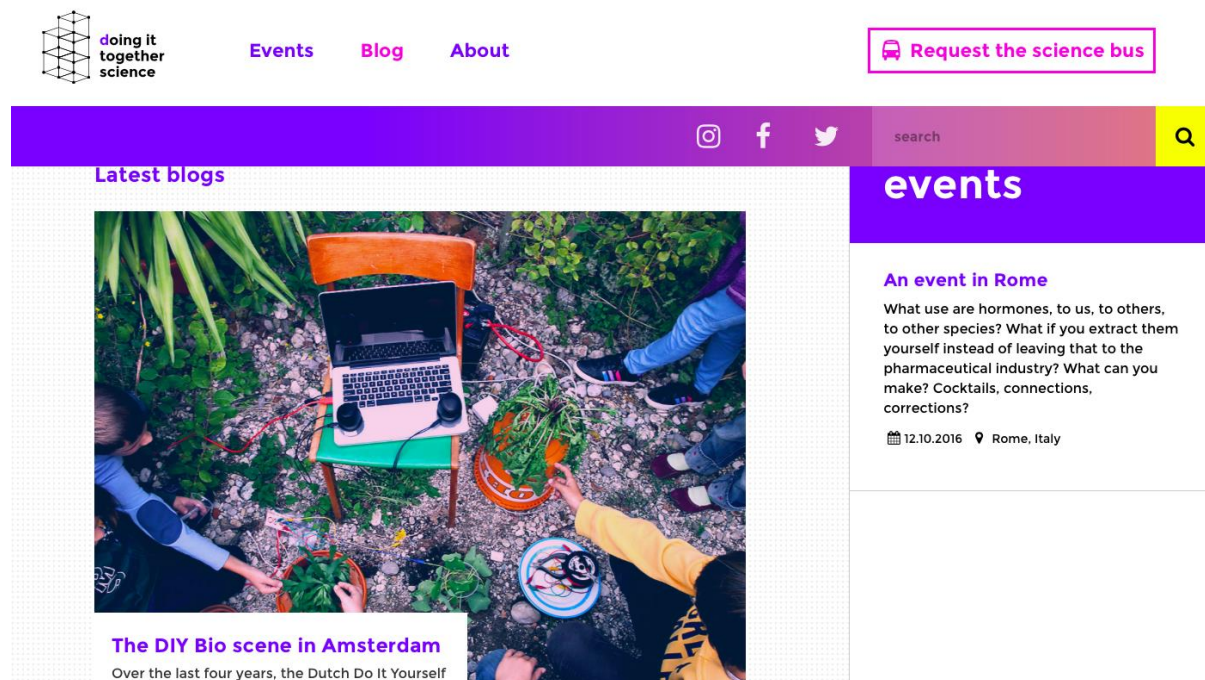 doing it
together
science
Events
Blog
About
Request the science bus
search
Latest blogs
events
An event in Rome
What use are hormones, to us, to others,
to other species? What if you extract them
yourself instead of leaving that to the
pharmaceutical industry? What can you
make? Cocktails, connections,
corrections?
12.10.2016 Rome, Italy
The DIY Bio scene in Amsterdam
Over the last four years, the Dutch Do It Yourself